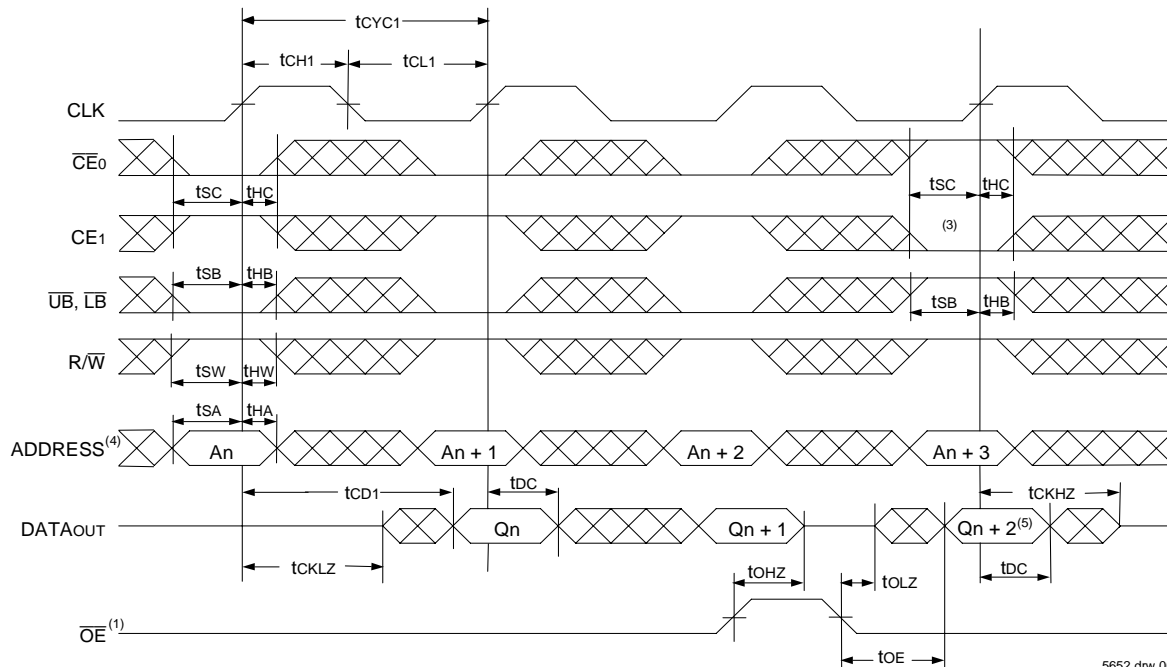 tCYC1
tCH1 tCL1
CLK
CE0
tSC tHC tSC tHC
CE1 (3)
tSB tHB tSB tHB
UB, LB
R/W
tSW tHW
tSA tHA
ADDRESS(4) An An + 1 An + 2 An + 3
tCD1 tDC tCKHZ
DATAOUT Qn Qn + 1 Qn + 2(5)
tCKLZ tOHZ tOLZ tDC
OE(1)
tOE